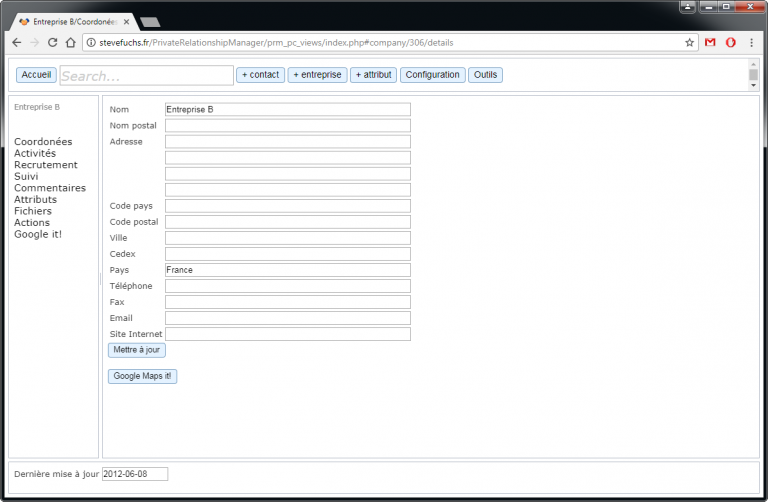 Entreprise B/Coordonée
stevefuchs.fr/PrivateRelationshipManager/prm_pc_views/index.php#company/306/details
Accueil Search... + contact + entreprise + attribut Configuration Outils
Entreprise B
Coordonées
Activités
Recrutement
Suivi
Commentaires
Attributs
Fichiers
Actions
Google it!
Nom Entreprise B
Nom postal
Adresse
Code pays
Code postal
Ville
Cedex
Pays France
Téléphone
Fax
Email
Site Internet
Mettre à jour
Google Maps it!
Dernière mise à jour 2012-06-08